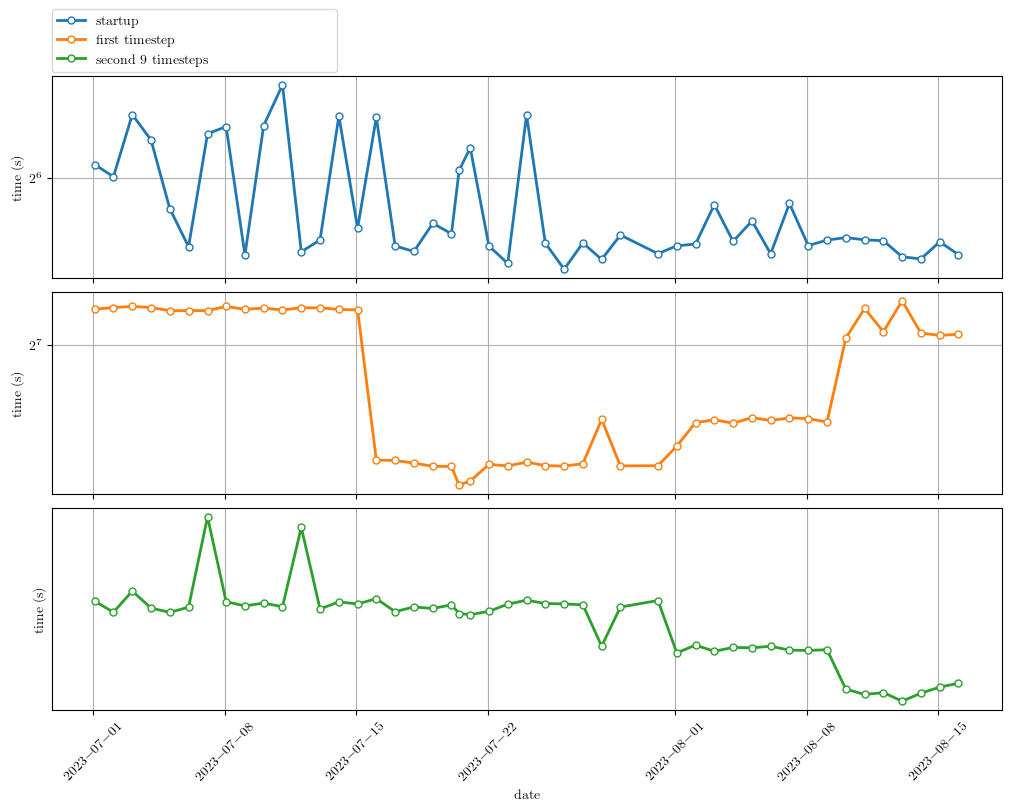 startup
first timestep
second 9 timesteps
time (s)
2⁶
time (s)
2⁷
time (s)
2023−07−01
2023−07−08
2023−07−15
2023−07−22
2023−08−01
2023−08−08
2023−08−15
date